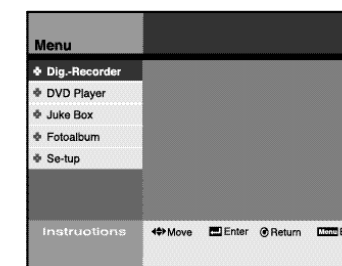 Menu
Dig.-Recorder
DVD Player
Juke Box
Fotoalbum
Se-tup
Instructions Move Enter Return Menu